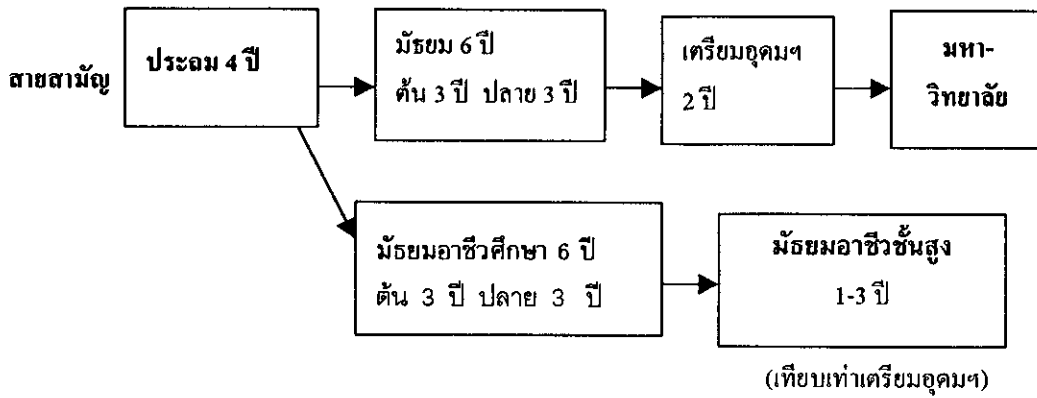 สายสามัญ
ประถม 4 ปี
มัธยม 6 ปี
ต้น 3 ปี ปลาย 3 ปี
เตรียมอุดมฯ
2 ปี
มหา-
วิทยาลัย
มัธยมอาชีวศึกษา 6 ปี
ต้น 3 ปี ปลาย 3 ปี
มัธยมอาชีวชั้นสูง
1-3 ปี
(เทียบเท่าเตรียมอุดมฯ)